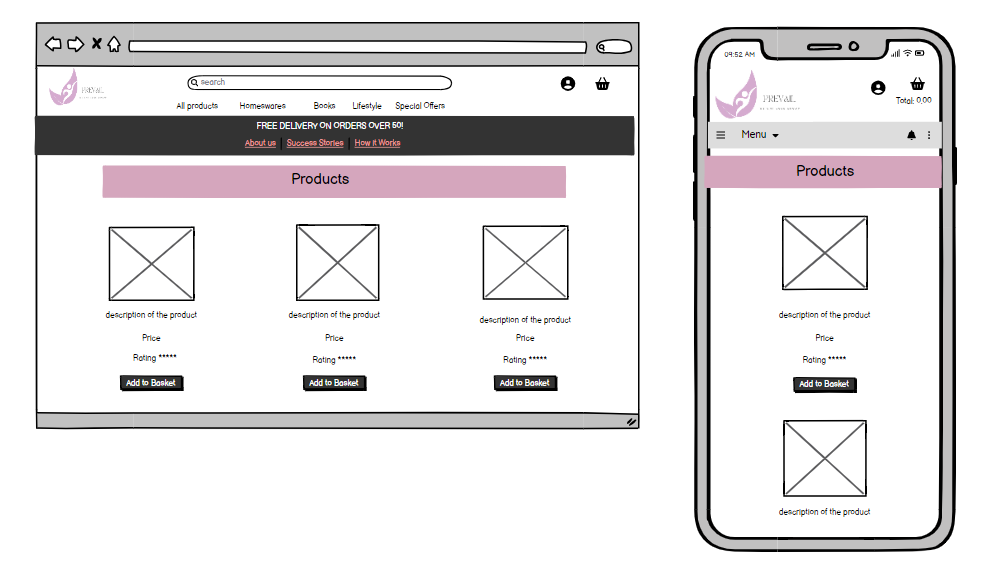 PREVAIL
search
All products Homeswares Books Lifestyle Special Offers
FREE DELIVERY ON ORDERS OVER 50!
About us Success Stories How it Works
Products
description of the product description of the product description of the product
Price Price Price
Rating ***** Rating ***** Rating *****
Add to Basket Add to Basket Add to Basket
09:52 AM
PREVAIL
Total: 0,00
Menu
Products
description of the product
Price
Rating *****
Add to Basket
description of the product